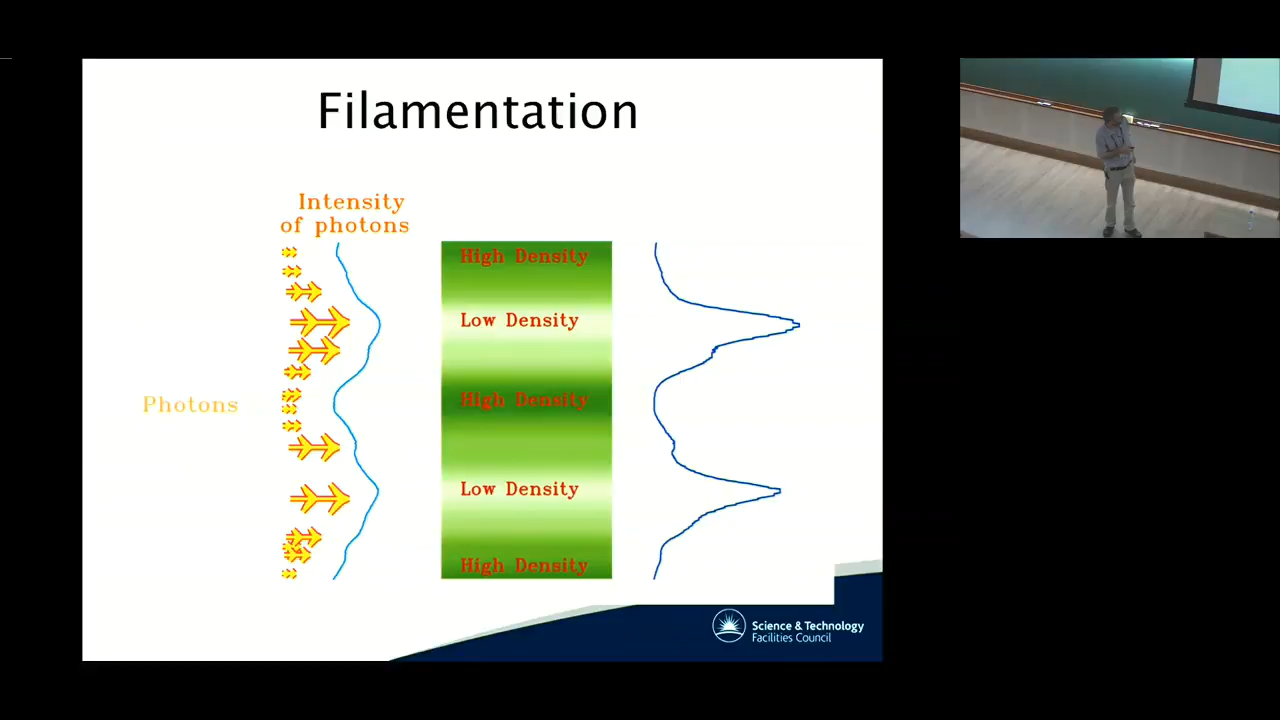 Filamentation
Intensity
of photons
High Density
Low Density
Photons
High Density
Low Density
High Density
Science & Technology
Facilities Council